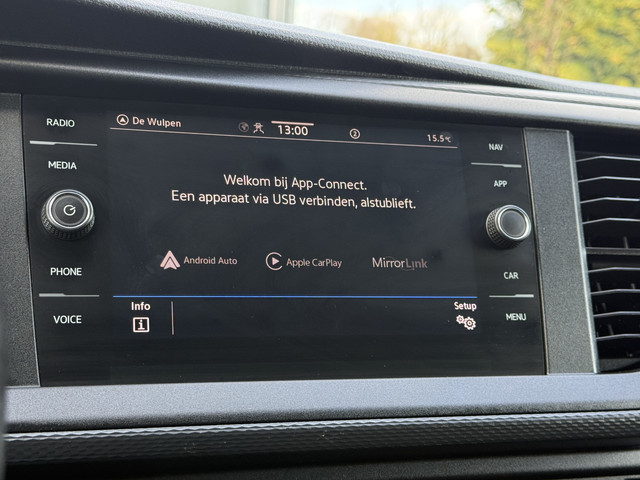 RADIO
MEDIA
PHONE
VOICE
De Wulpen
13:00
2
15.5°C
Welkom bij App-Connect.
Een apparaat via USB verbinden, alstublieft.
Android Auto
Apple CarPlay
MirrorLink
Info
Setup
NAV
APP
CAR
MENU